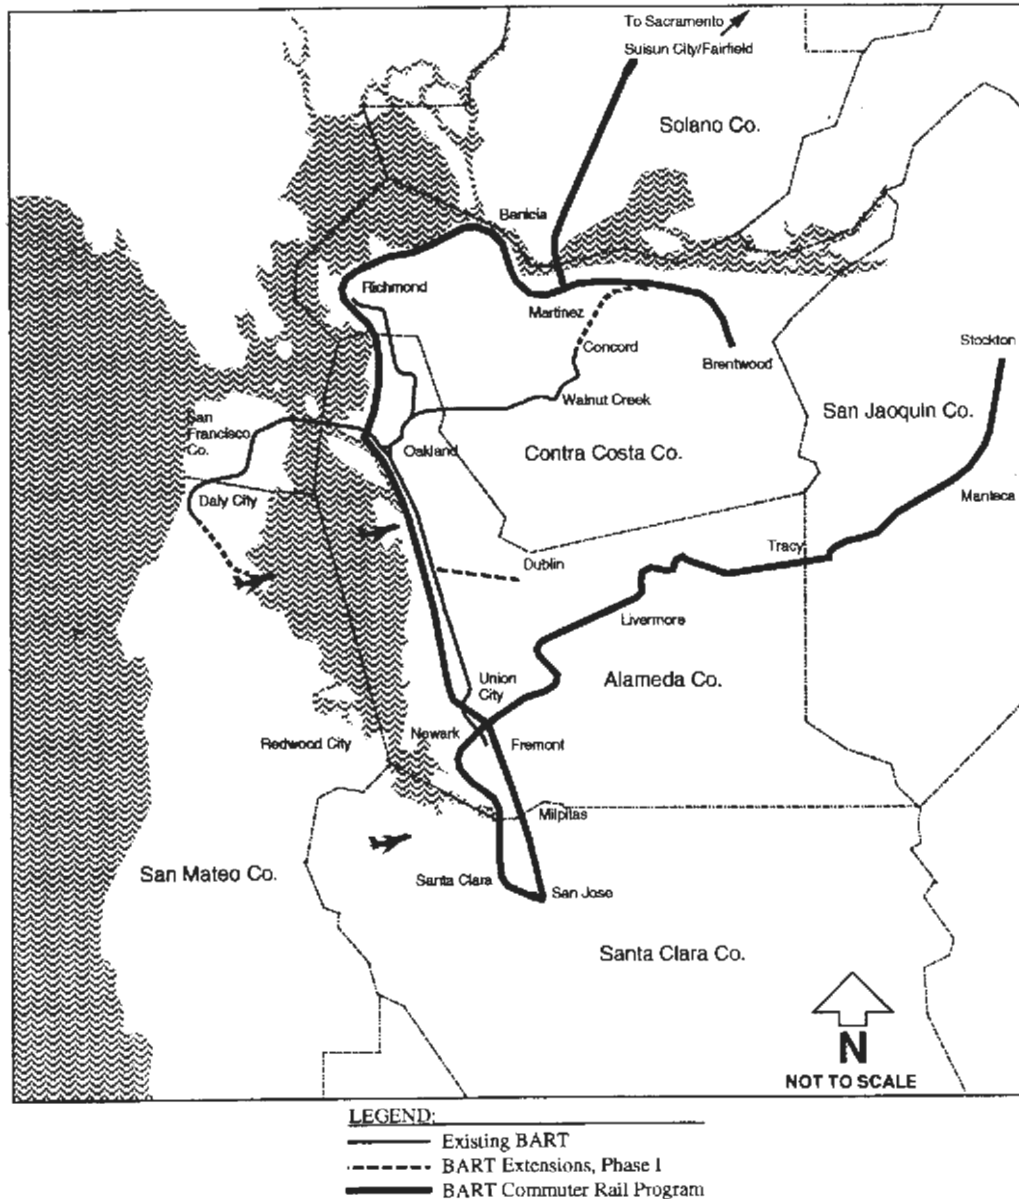 To Sacramento
Suisun City/Fairfield
Solano Co.
Banicia
Richmond
Martinez
Concord
Brentwood
Stockton
Walnut Creek
San Jaoquin Co.
San
Francisco
Co.
Oakland
Contra Costa Co.
Daly City
Manteca
Tracy
Dublin
Livermore
Union
City
Alameda Co.
Newark
Redwood City
Fremont
Milpitas
San Mateo Co.
Santa Clara
San Jose
Santa Clara Co.
N
NOT TO SCALE
LEGEND:
Existing BART
BART Extensions, Phase I
BART Commuter Rail Program